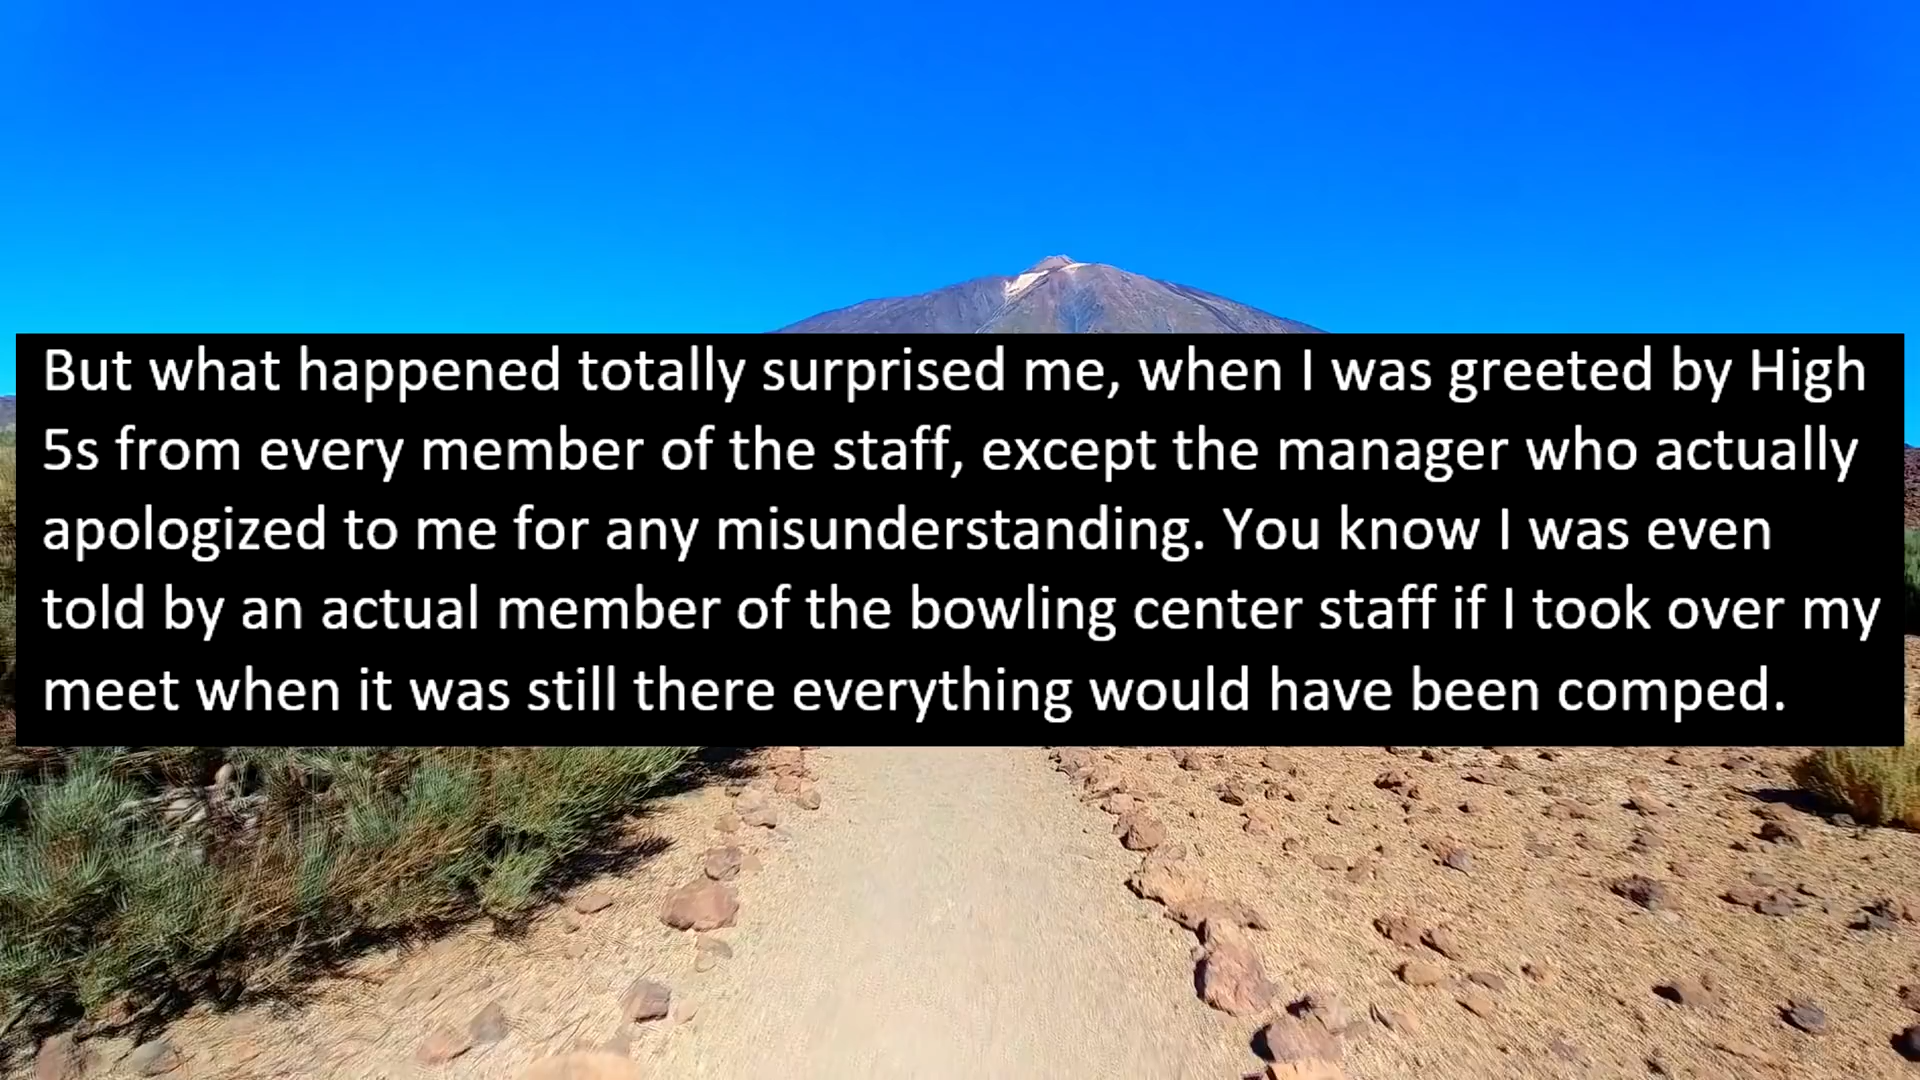 But what happened totally surprised me, when I was greeted by High
5s from every member of the staff, except the manager who actually
apologized to me for any misunderstanding. You know I was even
told by an actual member of the bowling center staff if I took over my
meet when it was still there everything would have been comped.